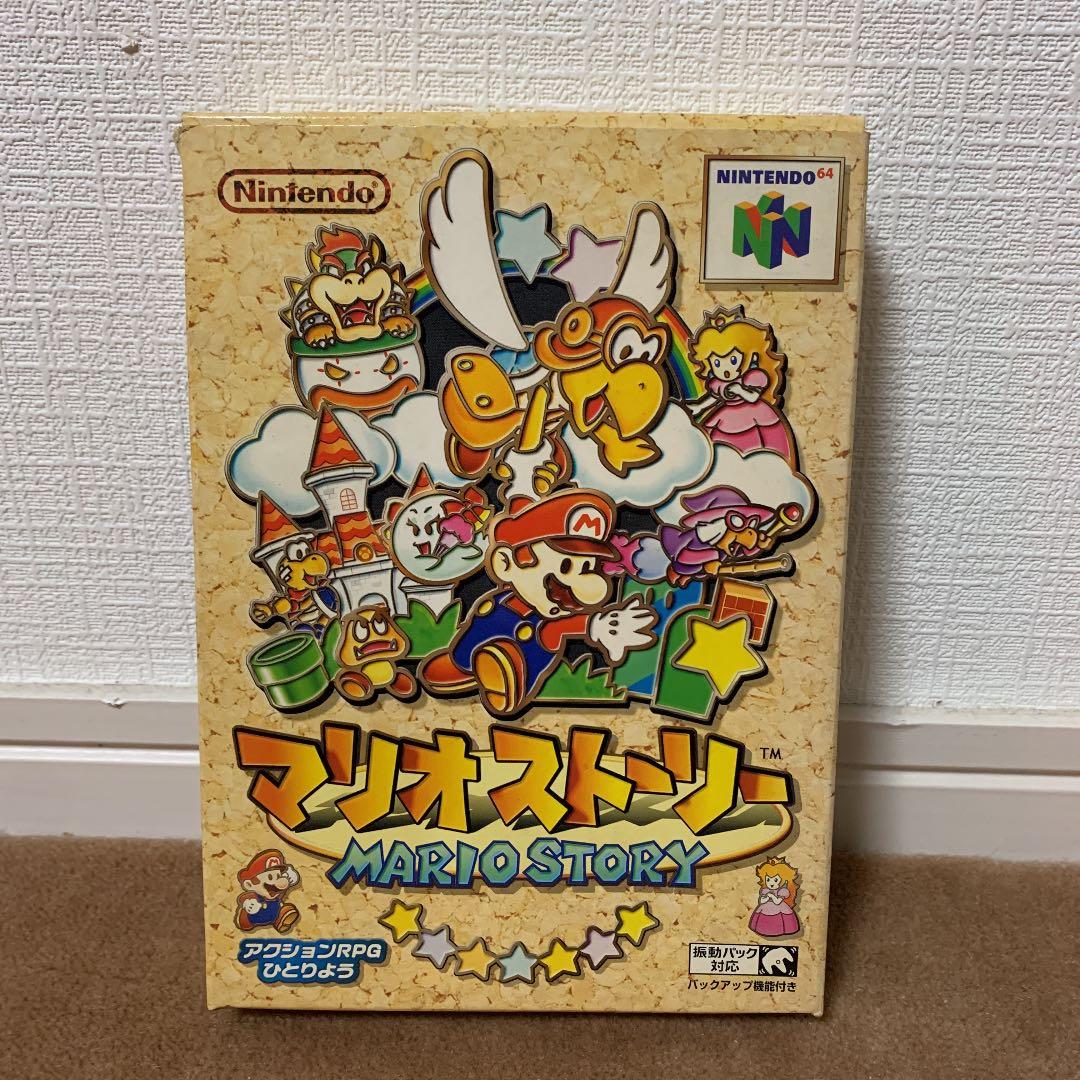 Nintendo®
NINTENDO 64
M
マリオストーリー™
MARIO STORY
アクションRPG
ひとりよう
振動パック
対応
バックアップ機能付き